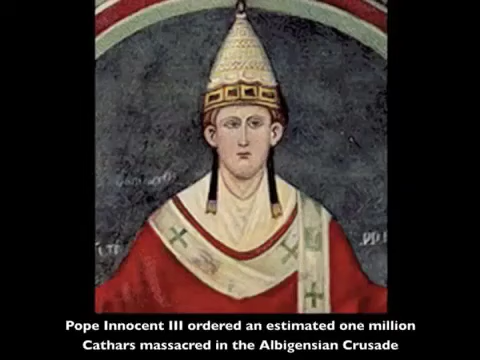 Pope Innocent III ordered an estimated one million
Cathars massacred in the Albigensian Crusade